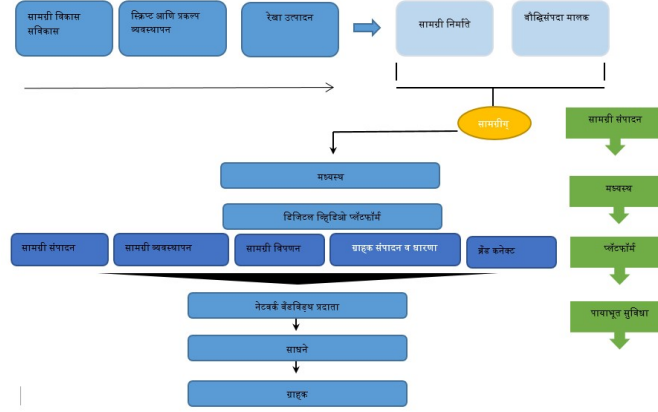 सामग्री विकास
सविकास
स्क्रिप्ट आणि प्रकल्प
व्यवस्थापन
रेखा उत्पादन
सामग्री निर्माते
बौद्धिसंपदा मालक
सामग्रीस्
सामग्री संपादन
मध्यस्थ
मध्यस्थ
डिजिटल व्हिडिओ प्लॅटफॉर्म
सामग्री संपादन
सामग्री व्यवस्थापन
सामग्री विपणन
ग्राहक संपादन व धारणा
ब्रँड कनेक्ट
प्लॅटफॉर्म
नेटवर्क बँडविड्थ प्रदाता
पायाभूत सुविधा
साधने
ग्राहक